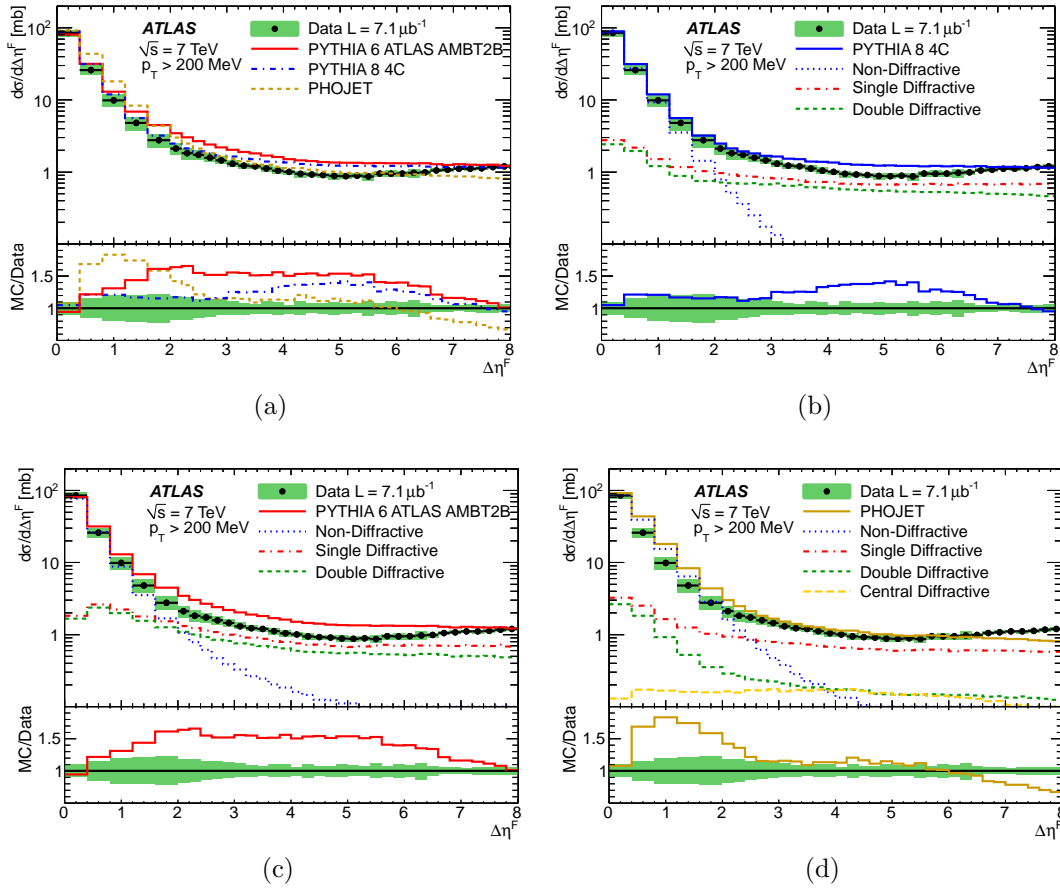 dσ/dΔη^F [mb]
10²
10
1
ATLAS
√s = 7 TeV
p_T > 200 MeV
Data L = 7.1 μb⁻¹
PYTHIA 6 ATLAS AMBT2B
PYTHIA 8 4C
PHOJET
MC/Data
1.5
1
0 1 2 3 4 5 6 7 8
Δη^F
(a)
dσ/dΔη^F [mb]
10²
10
1
ATLAS
√s = 7 TeV
p_T > 200 MeV
Data L = 7.1 μb⁻¹
PYTHIA 8 4C
Non-Diffractive
Single Diffractive
Double Diffractive
MC/Data
1.5
1
0 1 2 3 4 5 6 7 8
Δη^F
(b)
dσ/dΔη^F [mb]
10²
10
1
ATLAS
√s = 7 TeV
p_T > 200 MeV
Data L = 7.1 μb⁻¹
PYTHIA 6 ATLAS AMBT2B
Non-Diffractive
Single Diffractive
Double Diffractive
MC/Data
1.5
1
0 1 2 3 4 5 6 7 8
Δη^F
(c)
dσ/dΔη^F [mb]
10²
10
1
ATLAS
√s = 7 TeV
p_T > 200 MeV
Data L = 7.1 μb⁻¹
PHOJET
Non-Diffractive
Single Diffractive
Double Diffractive
Central Diffractive
MC/Data
1.5
1
0 1 2 3 4 5 6 7 8
Δη^F
(d)